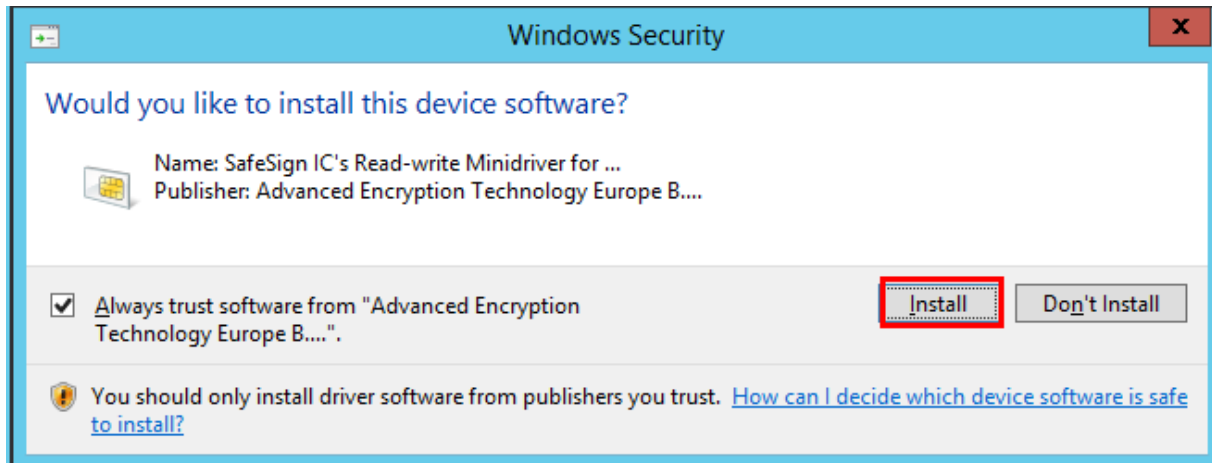 Windows Security
x
Would you like to install this device software?
Name: SafeSign IC's Read-write Minidriver for ...
Publisher: Advanced Encryption Technology Europe B....
Always trust software from "Advanced Encryption
Technology Europe B....".
Install
Don't Install
You should only install driver software from publishers you trust. How can I decide which device software is safe
to install?